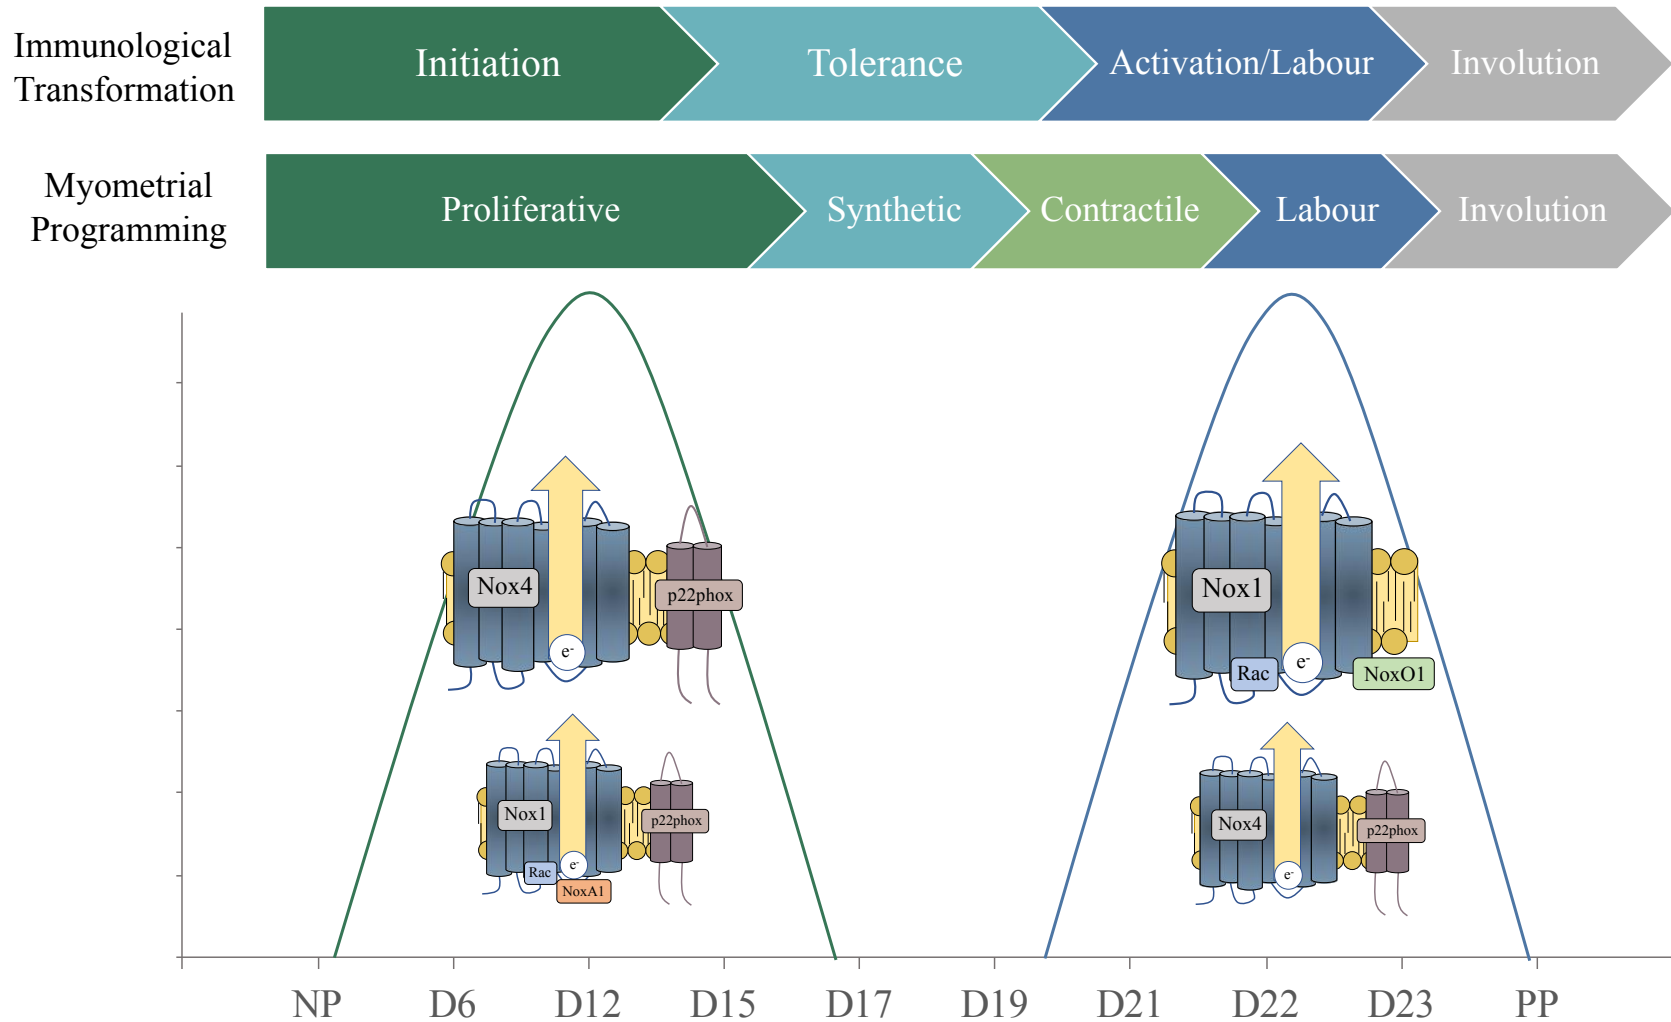 Immunological
Transformation
Initiation
Tolerance
Activation/Labour
Involution
Myometrial
Programming
Proliferative
Synthetic
Contractile
Labour
Involution
Nox4
p22phox
e-
Nox1
p22phox
Rac
e-
NoxA1
Nox1
Rac
e-
NoxO1
Nox4
p22phox
e-
NP D6 D12 D15 D17 D19 D21 D22 D23 PP